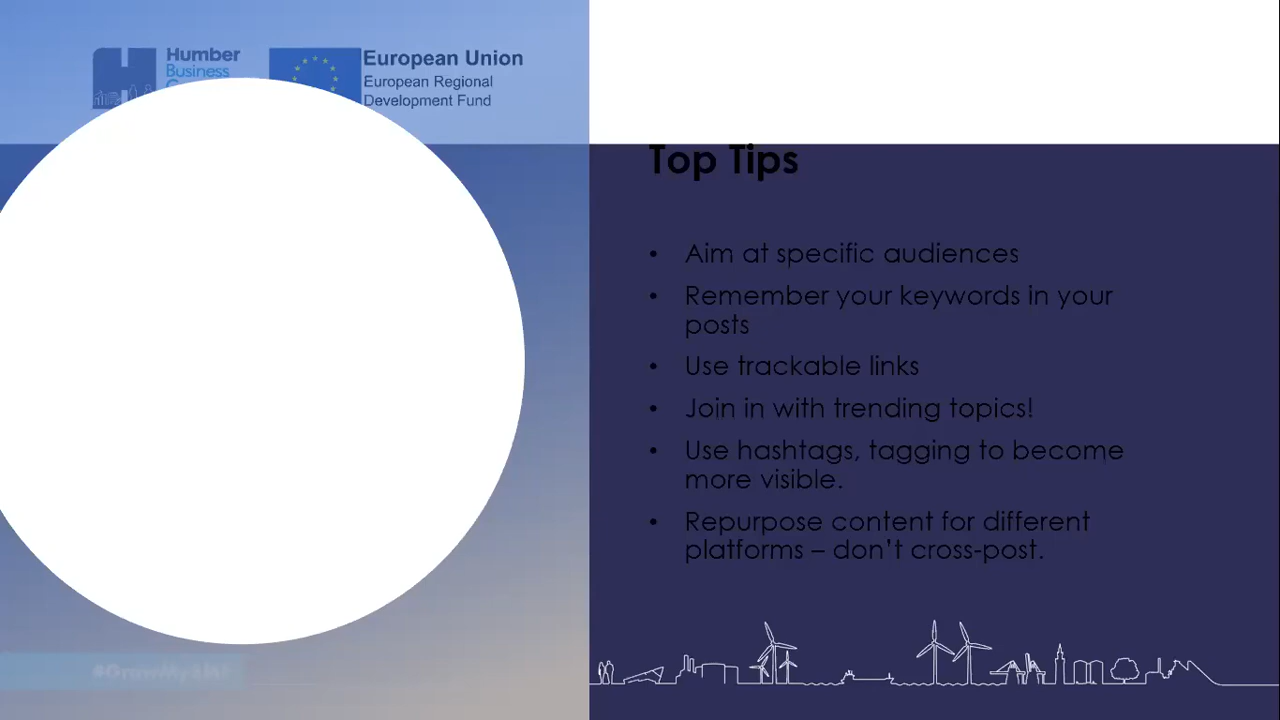 Humber
Business
European Union
European Regional
Development Fund
Top Tips
• Aim at specific audiences
• Remember your keywords in your
posts
• Use trackable links
• Join in with trending topics!
• Use hashtags, tagging to become
more visible.
• Repurpose content for different
platforms – don’t cross-post.